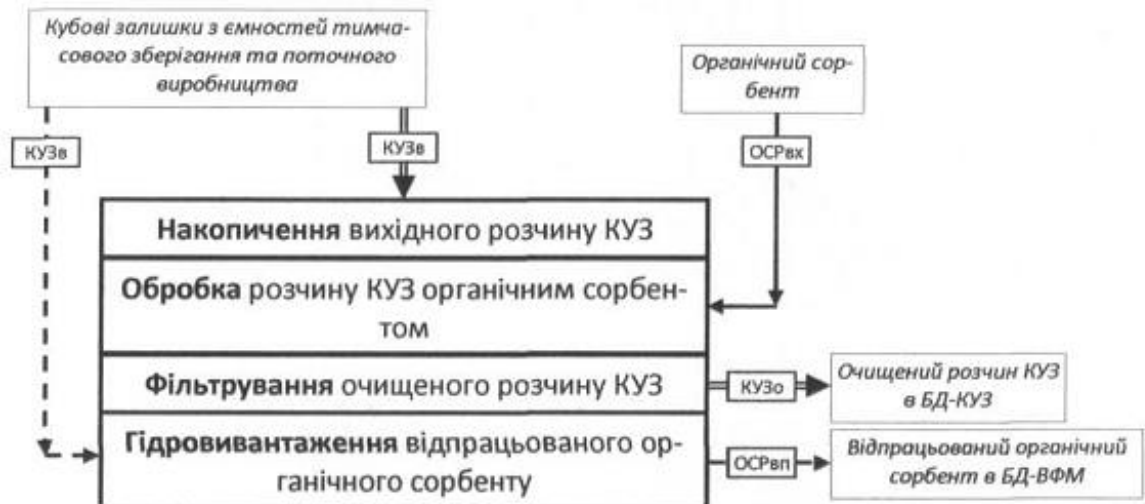 Кубові залишки з ємностей тимча-
сового зберігання та поточного
виробництва
Органічний сор-
бент
КУЗв
КУЗв
ОСРвх
Накопичення вихідного розчину КУЗ
Обробка розчину КУЗ органічним сорбен-
том
Фільтрування очищеного розчину КУЗ
КУЗо
Очищений розчин КУЗ
в БД-КУЗ
Гідровивантаження відпрацьованого ор-
ганічного сорбенту
ОСРвп
Відпрацьований органічний
сорбент в БД-ВФМ